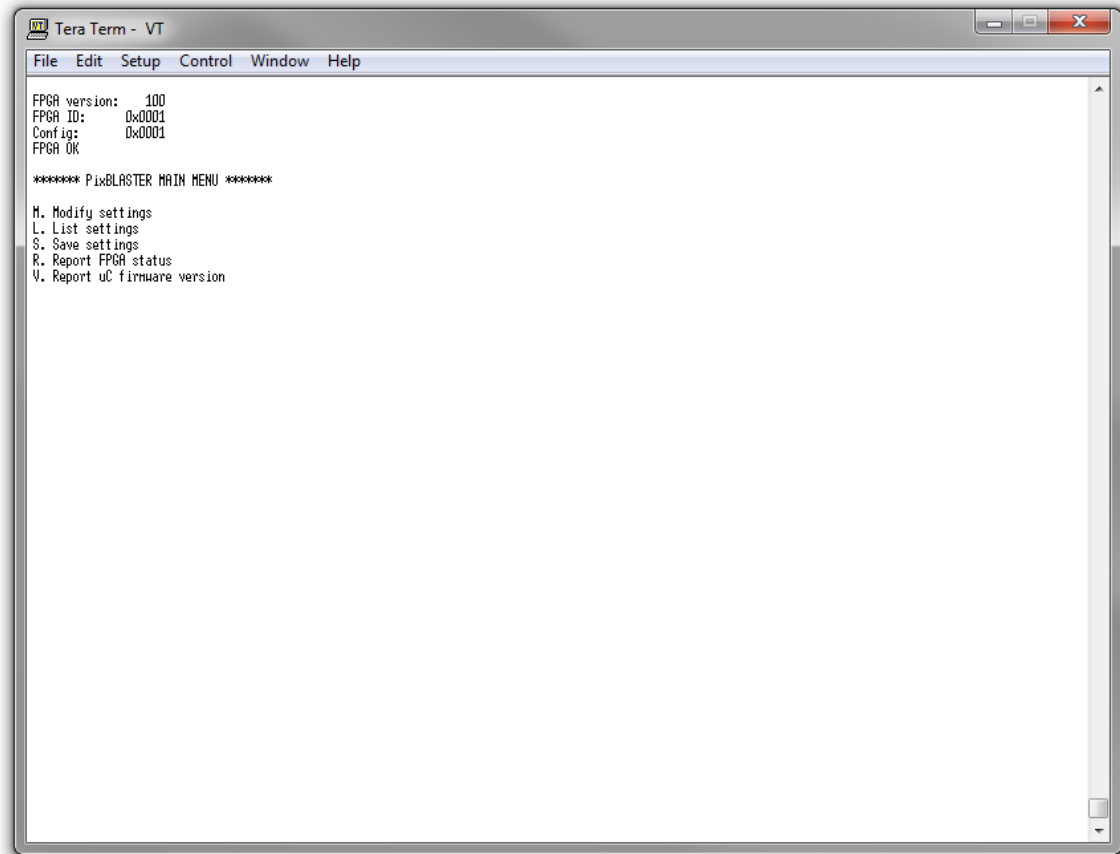 Tera Term - VT
File Edit Setup Control Window Help
FPGA version: 100
FPGA ID: 0x0001
Config: 0x0001
FPGA OK
******* PixBLASTER MAIN MENU *******
M. Modify settings
L. List settings
S. Save settings
R. Report FPGA status
V. Report uC firmware version